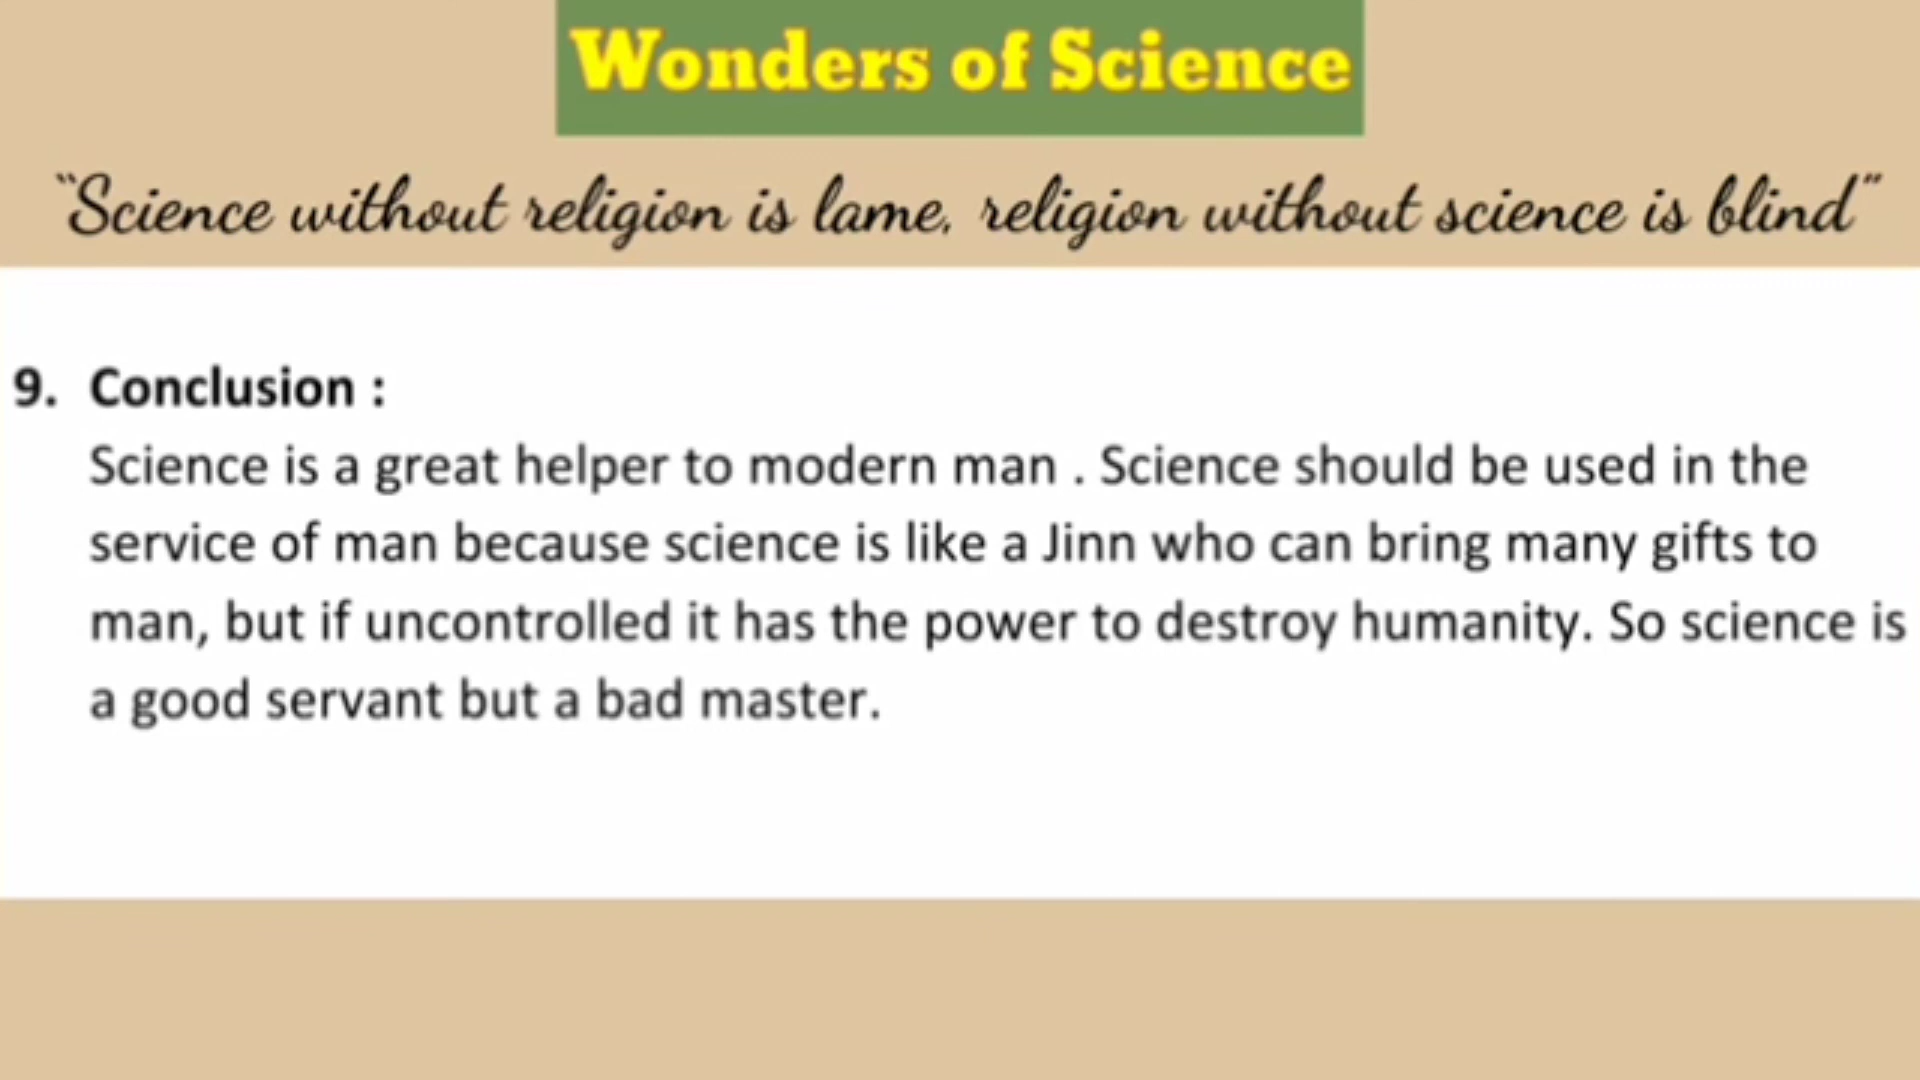 Wonders of Science
“Science without religion is lame, religion without science is blind”
9. Conclusion :
Science is a great helper to modern man . Science should be used in the
service of man because science is like a Jinn who can bring many gifts to
man, but if uncontrolled it has the power to destroy humanity. So science is
a good servant but a bad master.